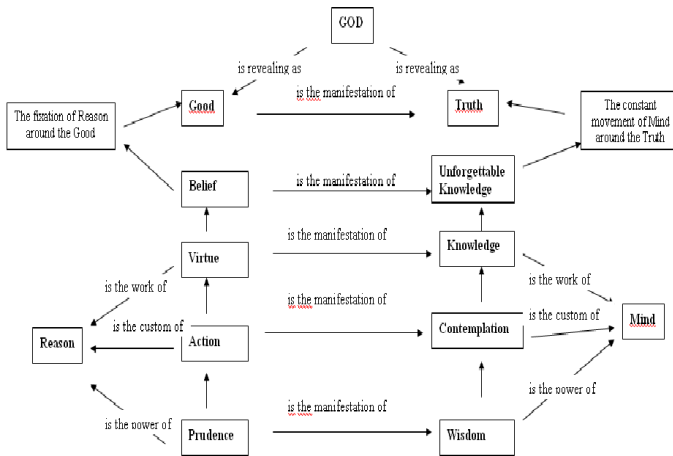 GOD
is revealing as
is revealing as
is the manifestation of
Good
Truth
The fixation of Reason
around the Good
The constant
movement of Mind
around the Truth
Unforgettable
Knowledge
Belief
is the manifestation of
is the manifestation of
Knowledge
Virtue
is the work of
is the work of
is the manifestation of
is the custom of
is the custom of
Mind
Reason
Action
Contemplation
is the power of
is the manifestation of
is the power of
Prudence
Wisdom